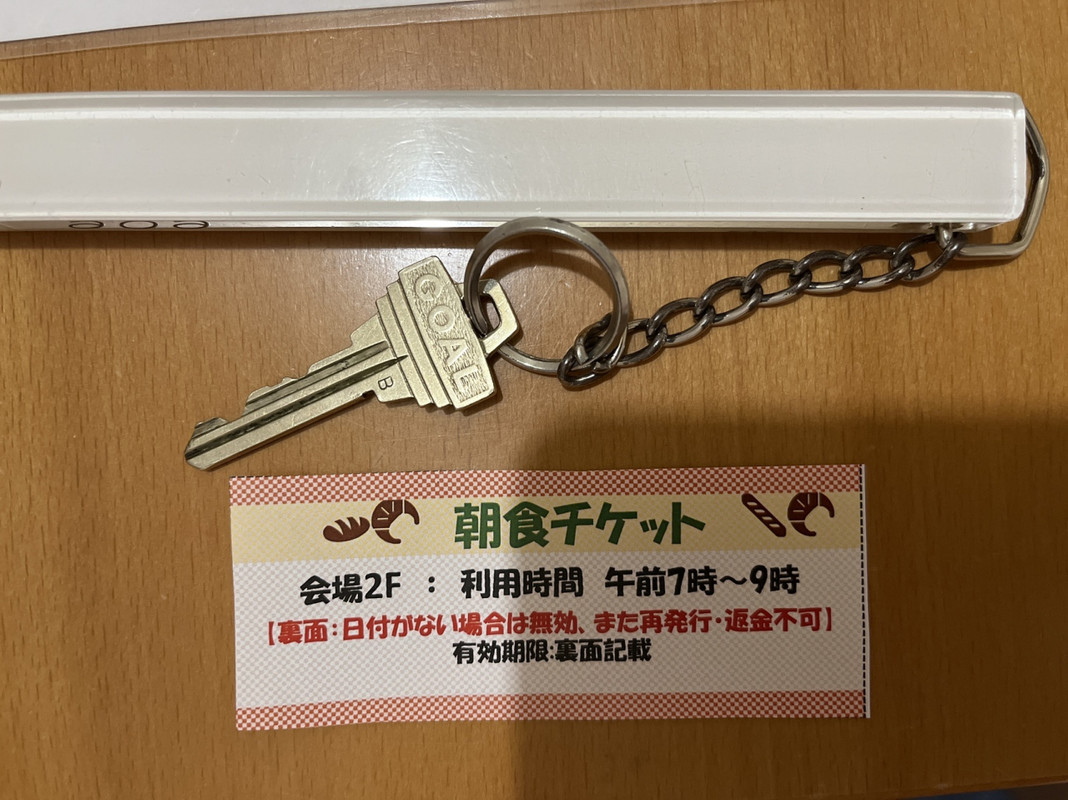 GOAL
B
朝食チケット
会場2F : 利用時間 午前7時～9時
【裏面:日付がない場合は無効、また再発行・返金不可】
有効期限:裏面記載